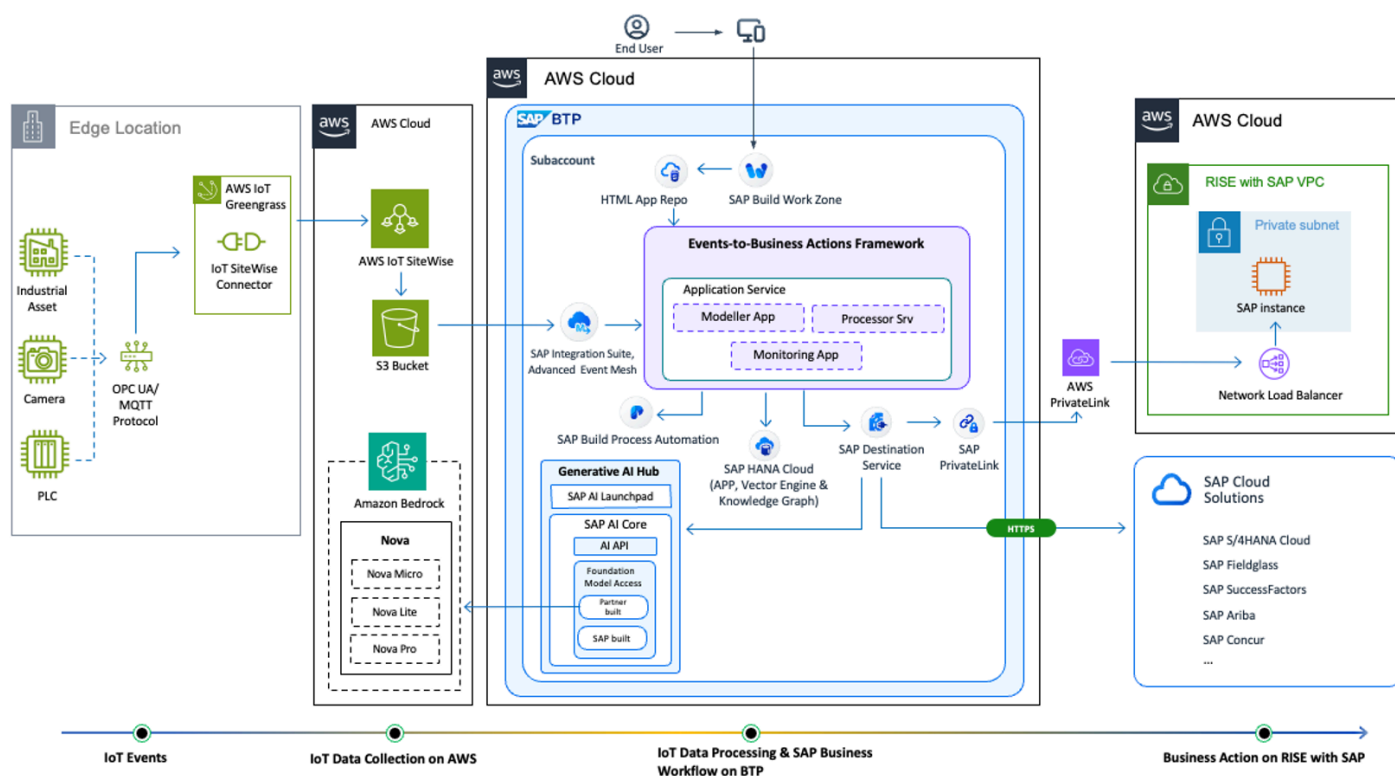 End User
aws
AWS Cloud
Edge Location
aws
AWS Cloud
aws
AWS Cloud
SAP BTP
Subaccount
AWS IoT
Greengrass
IoT SiteWise
Connector
Industrial
Asset
Camera
PLC
OPC UA/
MQTT
Protocol
AWS IoT SiteWise
S3 Bucket
Amazon Bedrock
Nova
Nova Micro
Nova Lite
Nova Pro
HTML App Repo
SAP Build Work Zone
Events-to-Business Actions Framework
Application Service
Modeller App
Processor Srv
Monitoring App
M
SAP Integration Suite,
Advanced Event Mesh
SAP Build Process Automation
SAP HANA Cloud
(APP, Vector Engine &
Knowledge Graph)
SAP Destination
Service
SAP
PrivateLink
Generative AI Hub
SAP AI Launchpad
SAP AI Core
AI API
Foundation
Model Access
Partner
built
SAP built
HTTPS
AWS
PrivateLink
RISE with SAP VPC
Private subnet
SAP instance
Network Load Balancer
SAP Cloud
Solutions
SAP S/4HANA Cloud
SAP Fieldglass
SAP SuccessFactors
SAP Ariba
SAP Concur
...
IoT Events
IoT Data Collection on AWS
IoT Data Processing & SAP Business
Workflow on BTP
Business Action on RISE with SAP